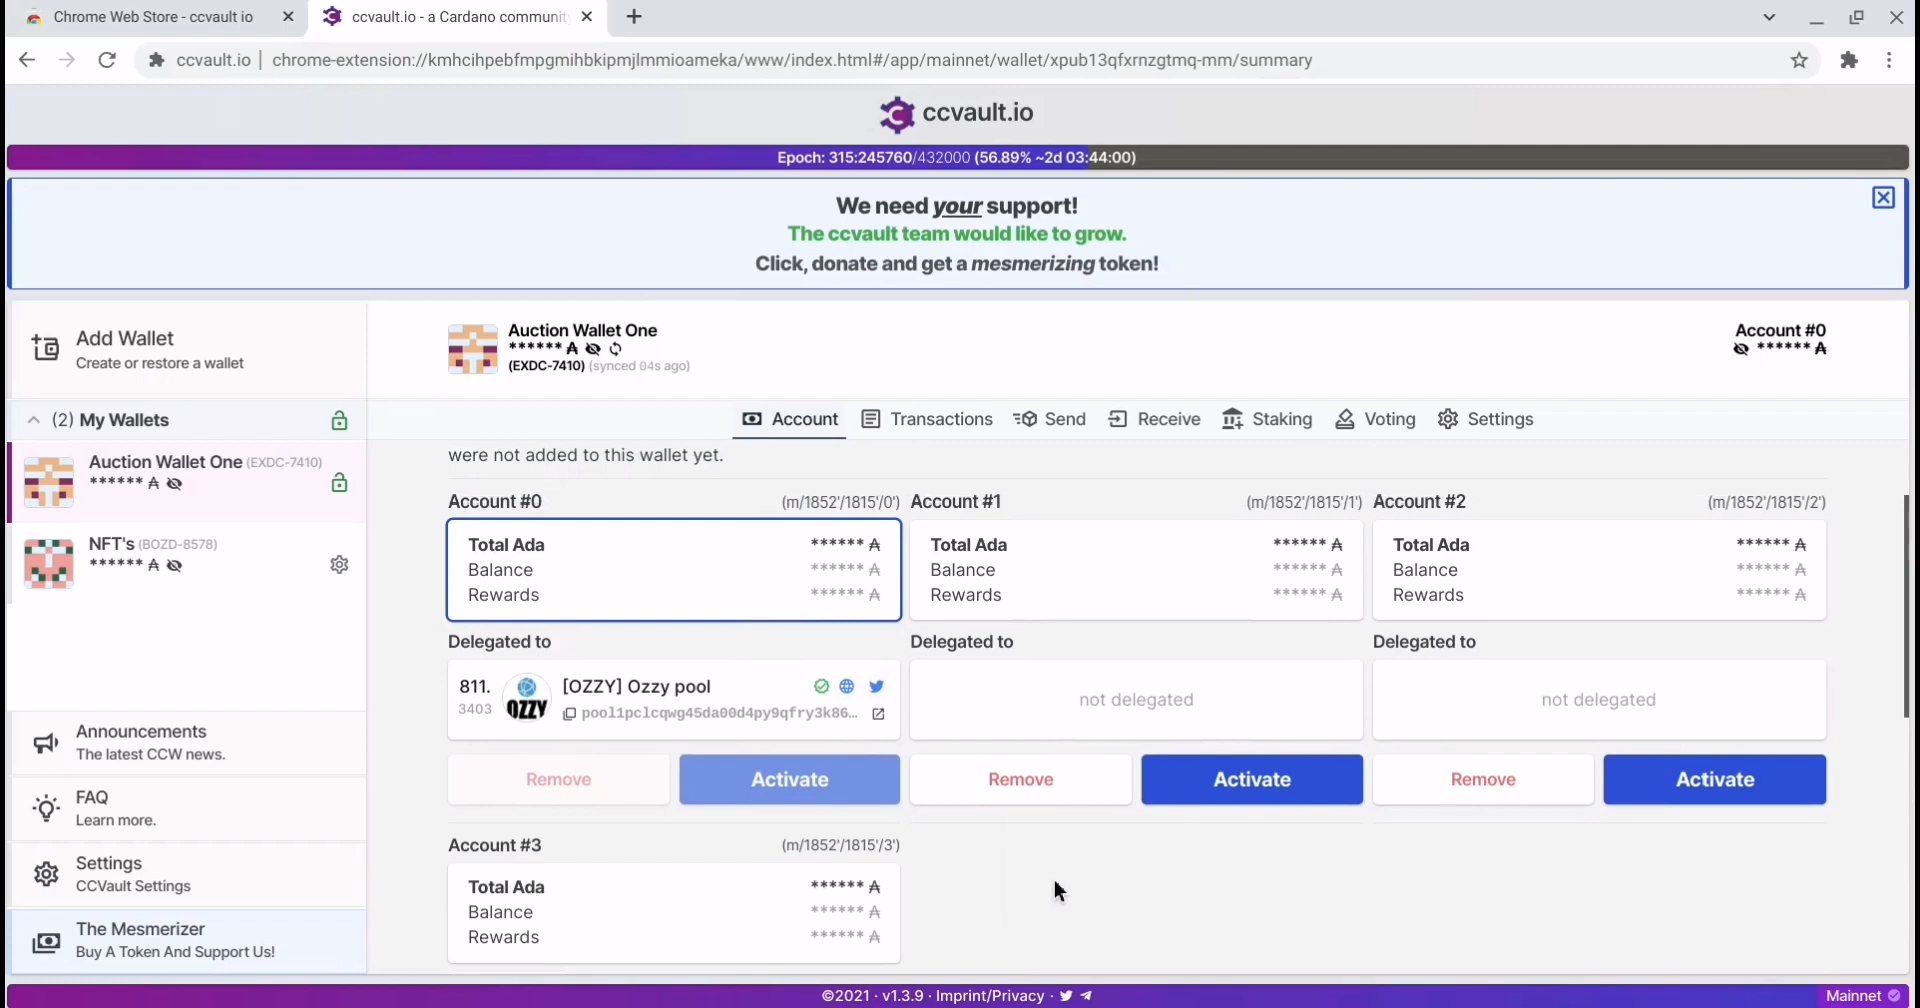 Chrome Web Store - ccvault io
ccvault.io - a Cardano communit
ccvault.io | chrome-extension://kmhcihpebfmpgmihbkipmjlmmioameka/www/index.html#/app/mainnet/wallet/xpub13qfxrnzgtmq-mm/summary
ccvault.io
Epoch: 315:245760/432000 (56.89% ~2d 03:44:00)
We need your support!
The ccvault team would like to grow.
Click, donate and get a mesmerizing token!
Add Wallet
Create or restore a wallet
(2) My Wallets
Auction Wallet One (EXDC-7410)
****** ₳
NFT's (BOZD-8578)
****** ₳
Announcements
The latest CCW news.
FAQ
Learn more.
Settings
CCVault Settings
The Mesmerizer
Buy A Token And Support Us!
Auction Wallet One
****** ₳
(EXDC-7410) (synced 04s ago)
Account #0
****** ₳
Account Transactions Send Receive Staking Voting Settings
were not added to this wallet yet.
Account #0 (m/1852'/1815'/0')
Total Ada ****** ₳
Balance ****** ₳
Rewards ****** ₳
Delegated to
811. [OZZY] Ozzy pool
3403 OZZY pool1pclcqwg45da00d4py9qfry3k86…
Remove Activate
Account #1 (m/1852'/1815'/1')
Total Ada ****** ₳
Balance ****** ₳
Rewards ****** ₳
Delegated to
not delegated
Remove Activate
Account #2 (m/1852'/1815'/2')
Total Ada ****** ₳
Balance ****** ₳
Rewards ****** ₳
Delegated to
not delegated
Remove Activate
Account #3 (m/1852'/1815'/3')
Total Ada ****** ₳
Balance ****** ₳
Rewards ****** ₳
©2021 · v1.3.9 · Imprint/Privacy ·
Mainnet